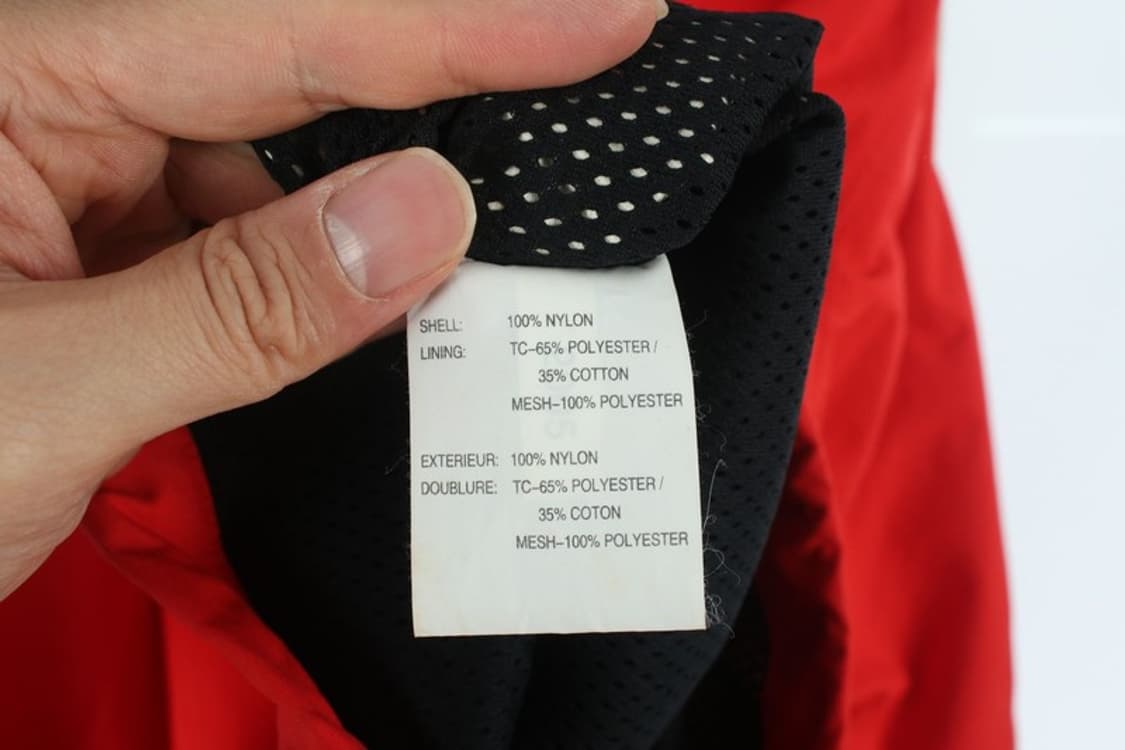 SHELL: 100% NYLON
LINING: TC-65% POLYESTER /
35% COTTON
MESH-100% POLYESTER
EXTERIEUR: 100% NYLON
DOUBLURE: TC-65% POLYESTER /
35% COTON
MESH-100% POLYESTER